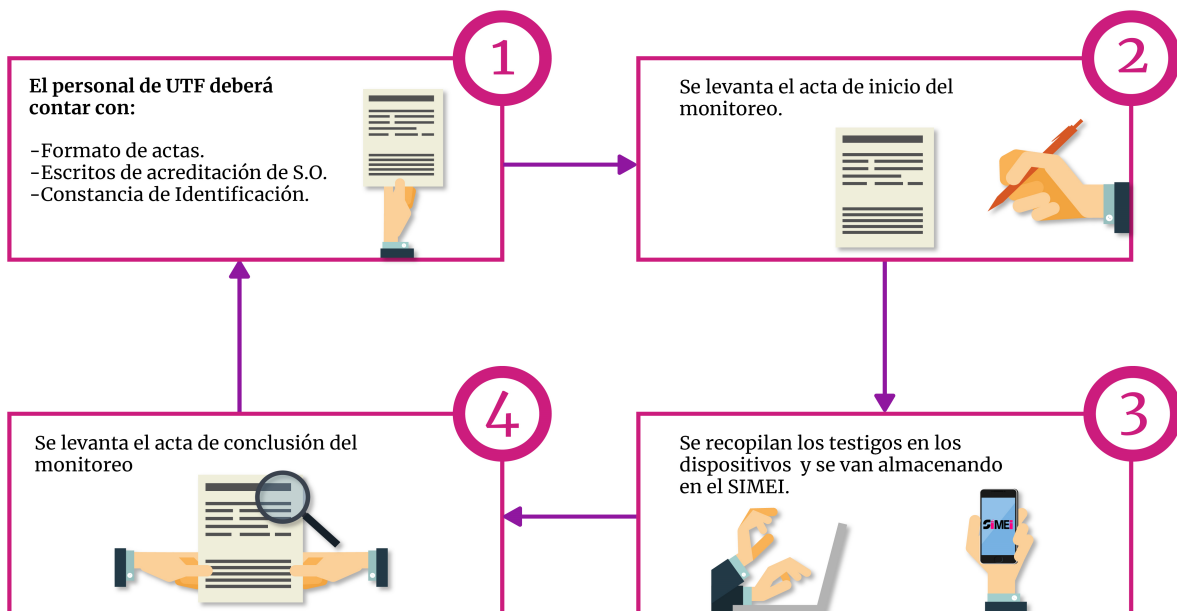 1
El personal de UTF deberá
contar con:
-Formato de actas.
-Escritos de acreditación de S.O.
-Constancia de Identificación.
2
Se levanta el acta de inicio del
monitoreo.
3
Se recopilan los testigos en los
dispositivos y se van almacenando
en el SIMEI.
SiMEi
4
Se levanta el acta de conclusión del
monitoreo